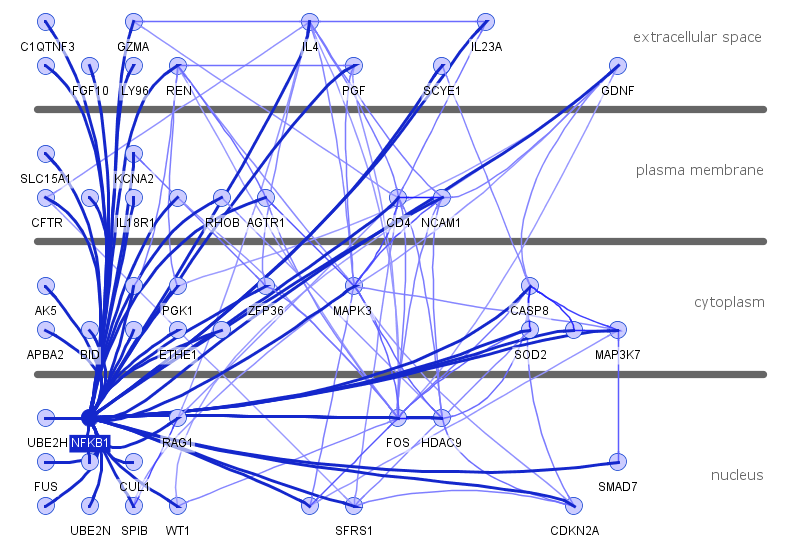 extracellular space
C1QTNF3 GZMA IL4 IL23A
FGF10 LY96 REN PGF SCYE1 GDNF
plasma membrane
SLC15A1 KCNA2
CFTR IL18R1 RHOB AGTR1 CD4 NCAM1
cytoplasm
AK5 PGK1 ZFP36 MAPK3 CASP8
APBA2 BID ETHE1 SOD2 MAP3K7
UBE2H NFKB1 RAG1 FOS HDAC9
nucleus
FUS CUL1 SMAD7
UBE2N SPIB WT1 SFRS1 CDKN2A